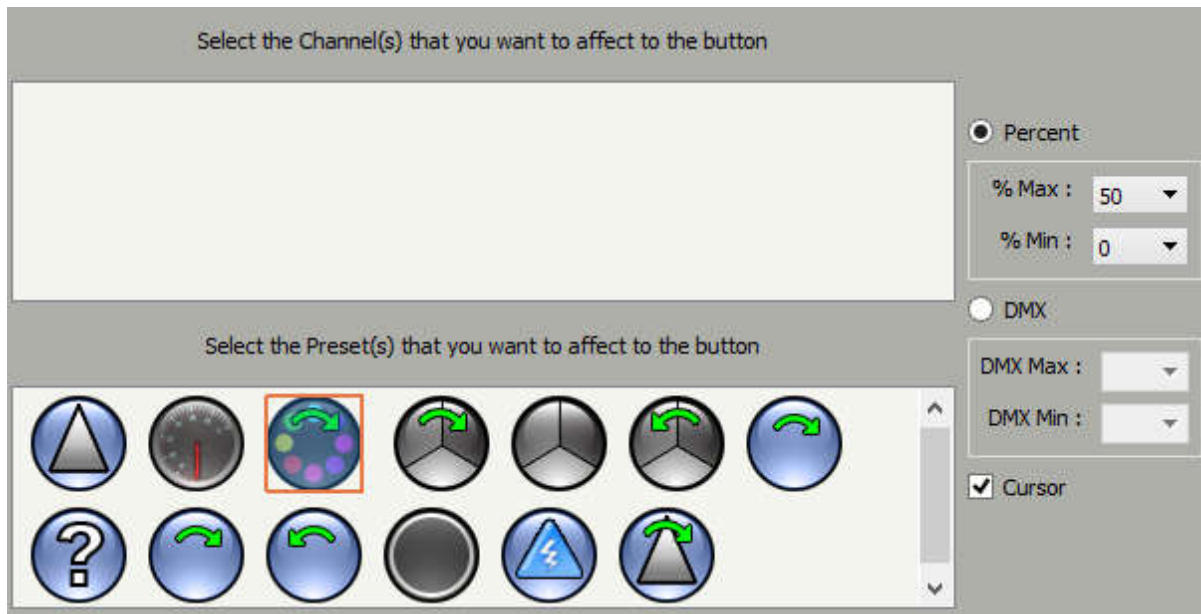 Select the Channel(s) that you want to affect to the button
Percent
% Max : 50
% Min : 0
DMX
Select the Preset(s) that you want to affect to the button
DMX Max :
DMX Min :
Cursor
?